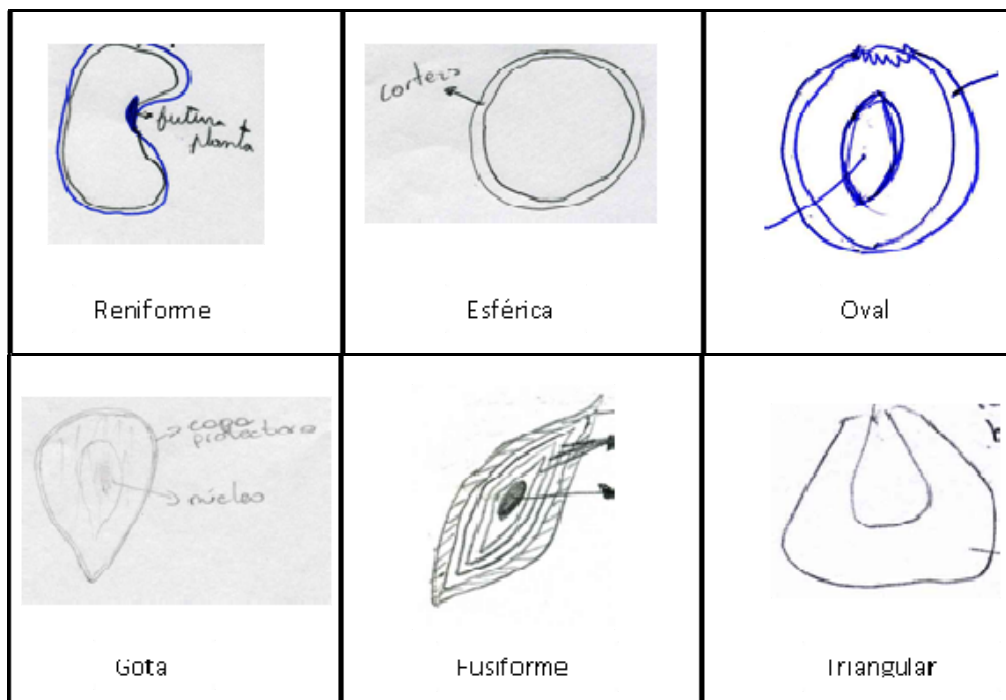 futura
planta
corteza
Reniforme
Esférica
Oval
capa
protectora
núcleo
Gota
Fusiforme
Triangular